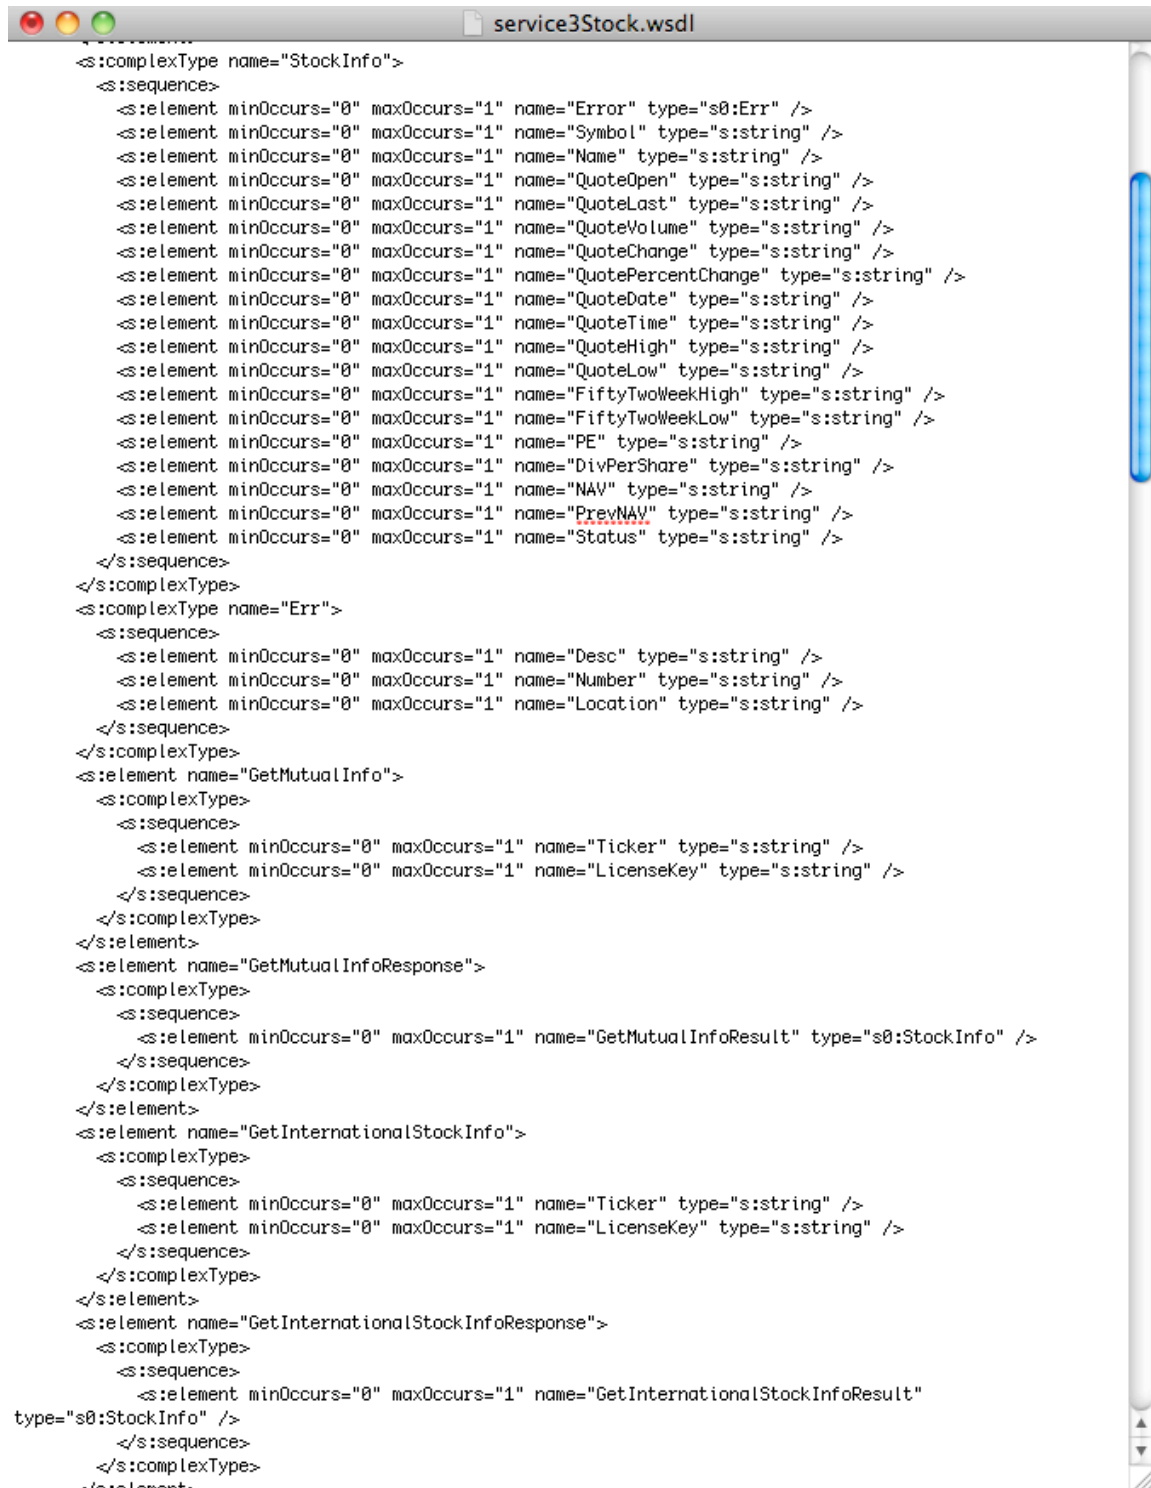 service3Stock.wsdl
<s:complexType name="StockInfo">
<s:sequence>
<s:element minOccurs="0" maxOccurs="1" name="Error" type="s0:Err" />
<s:element minOccurs="0" maxOccurs="1" name="Symbol" type="s:string" />
<s:element minOccurs="0" maxOccurs="1" name="Name" type="s:string" />
<s:element minOccurs="0" maxOccurs="1" name="QuoteOpen" type="s:string" />
<s:element minOccurs="0" maxOccurs="1" name="QuoteLast" type="s:string" />
<s:element minOccurs="0" maxOccurs="1" name="QuoteVolume" type="s:string" />
<s:element minOccurs="0" maxOccurs="1" name="QuoteChange" type="s:string" />
<s:element minOccurs="0" maxOccurs="1" name="QuotePercentChange" type="s:string" />
<s:element minOccurs="0" maxOccurs="1" name="QuoteDate" type="s:string" />
<s:element minOccurs="0" maxOccurs="1" name="QuoteTime" type="s:string" />
<s:element minOccurs="0" maxOccurs="1" name="QuoteHigh" type="s:string" />
<s:element minOccurs="0" maxOccurs="1" name="QuoteLow" type="s:string" />
<s:element minOccurs="0" maxOccurs="1" name="FiftyTwoWeekHigh" type="s:string" />
<s:element minOccurs="0" maxOccurs="1" name="FiftyTwoWeekLow" type="s:string" />
<s:element minOccurs="0" maxOccurs="1" name="PE" type="s:string" />
<s:element minOccurs="0" maxOccurs="1" name="DivPerShare" type="s:string" />
<s:element minOccurs="0" maxOccurs="1" name="NAV" type="s:string" />
<s:element minOccurs="0" maxOccurs="1" name="PrevNAV" type="s:string" />
<s:element minOccurs="0" maxOccurs="1" name="Status" type="s:string" />
</s:sequence>
</s:complexType>
<s:complexType name="Err">
<s:sequence>
<s:element minOccurs="0" maxOccurs="1" name="Desc" type="s:string" />
<s:element minOccurs="0" maxOccurs="1" name="Number" type="s:string" />
<s:element minOccurs="0" maxOccurs="1" name="Location" type="s:string" />
</s:sequence>
</s:complexType>
<s:element name="GetMutualInfo">
<s:complexType>
<s:sequence>
<s:element minOccurs="0" maxOccurs="1" name="Ticker" type="s:string" />
<s:element minOccurs="0" maxOccurs="1" name="LicenseKey" type="s:string" />
</s:sequence>
</s:complexType>
</s:element>
<s:element name="GetMutualInfoResponse">
<s:complexType>
<s:sequence>
<s:element minOccurs="0" maxOccurs="1" name="GetMutualInfoResult" type="s0:StockInfo" />
</s:sequence>
</s:complexType>
</s:element>
<s:element name="GetInternationalStockInfo">
<s:complexType>
<s:sequence>
<s:element minOccurs="0" maxOccurs="1" name="Ticker" type="s:string" />
<s:element minOccurs="0" maxOccurs="1" name="LicenseKey" type="s:string" />
</s:sequence>
</s:complexType>
</s:element>
<s:element name="GetInternationalStockInfoResponse">
<s:complexType>
<s:sequence>
<s:element minOccurs="0" maxOccurs="1" name="GetInternationalStockInfoResult"
type="s0:StockInfo" />
</s:sequence>
</s:complexType>